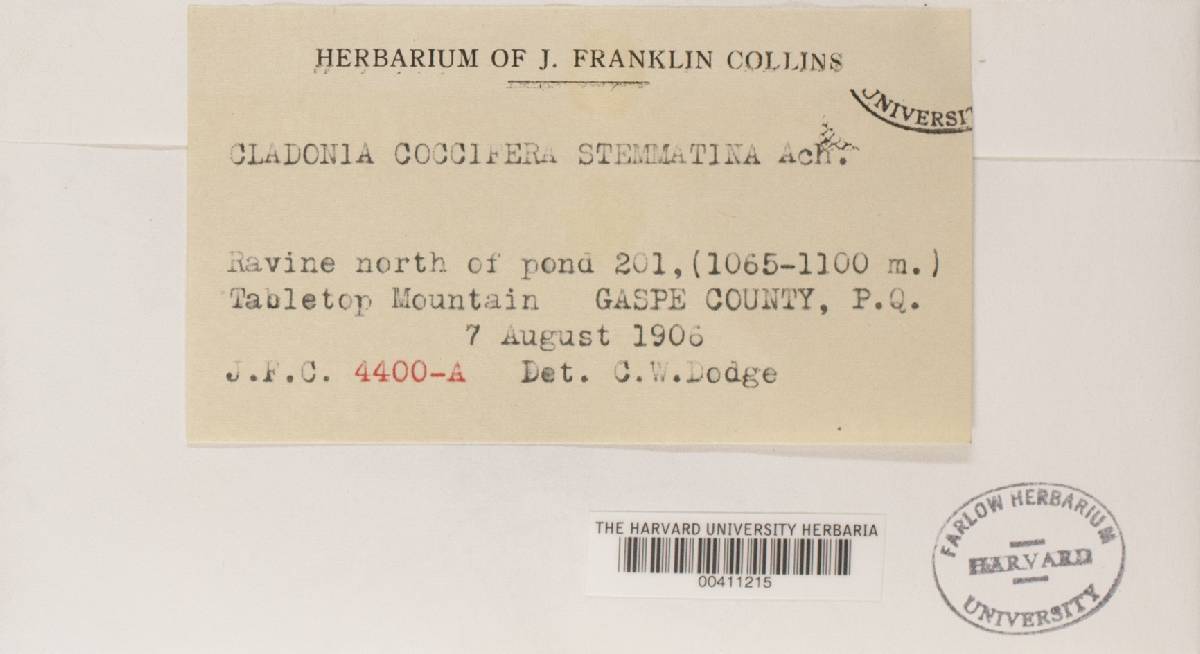 HERBARIUM OF J. FRANKLIN COLLINS
UNIVERSI
CLADONIA COCCIFERA STEMMATINA Ach.
Ravine north of pond 201,(1065-1100 m.)
Tabletop Mountain GASPE COUNTY, P.Q.
7 August 1906
J.F.C. 4400-A Det. C.W.Dodge
THE HARVARD UNIVERSITY HERBARIA
00411215
FARLOW HERBARIUM
HARVARD
UNIVERSITY